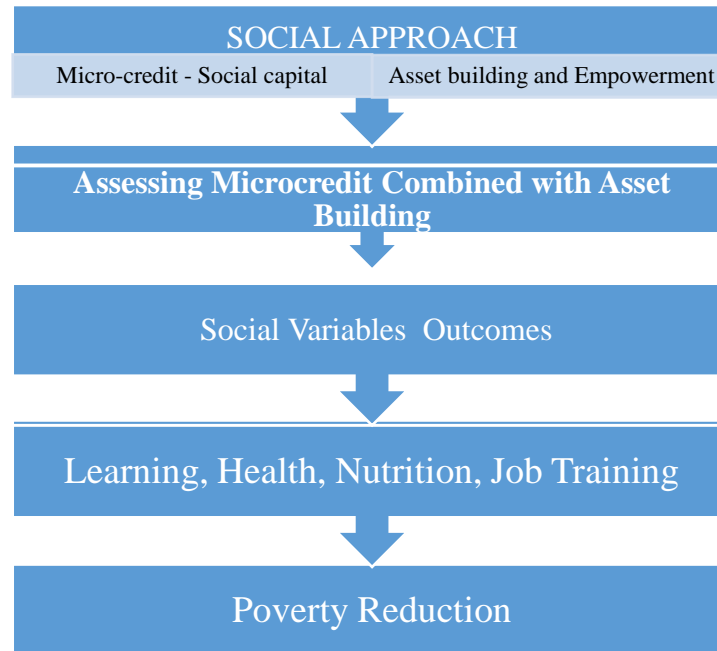 SOCIAL APPROACH
Micro-credit - Social capital
Asset building and Empowerment
Assessing Microcredit Combined with Asset
Building
Social Variables Outcomes
Learning, Health, Nutrition, Job Training
Poverty Reduction